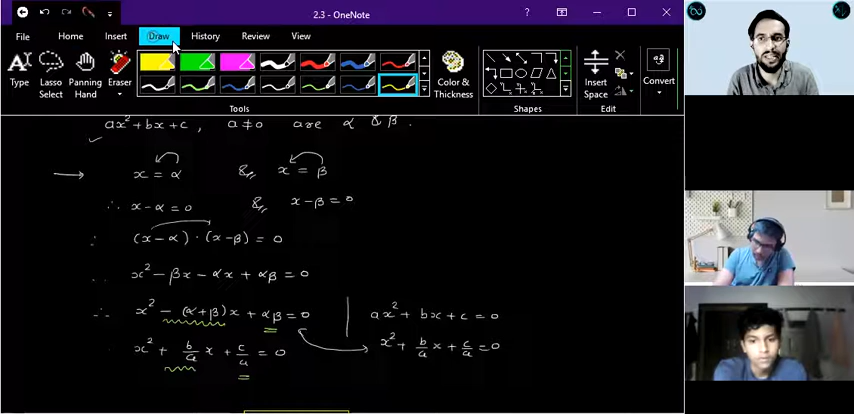 2.3 - OneNote
File Home Insert Draw History Review View
Type Lasso Select Panning Hand Eraser Color & Thickness Insert Space Convert
Tools Shapes Edit
ax² + bx + c, a ≠ 0 are α & β.
→ x = α & x = β
∴ x - α = 0 & x - β = 0
∴ (x - α) · (x - β) = 0
∴ x² - βx - αx + αβ = 0
∴ x² - (α + β)x + αβ = 0 | ax² + bx + c = 0
x² + b/a x + c/a = 0 x² + b/a x + c/a = 0